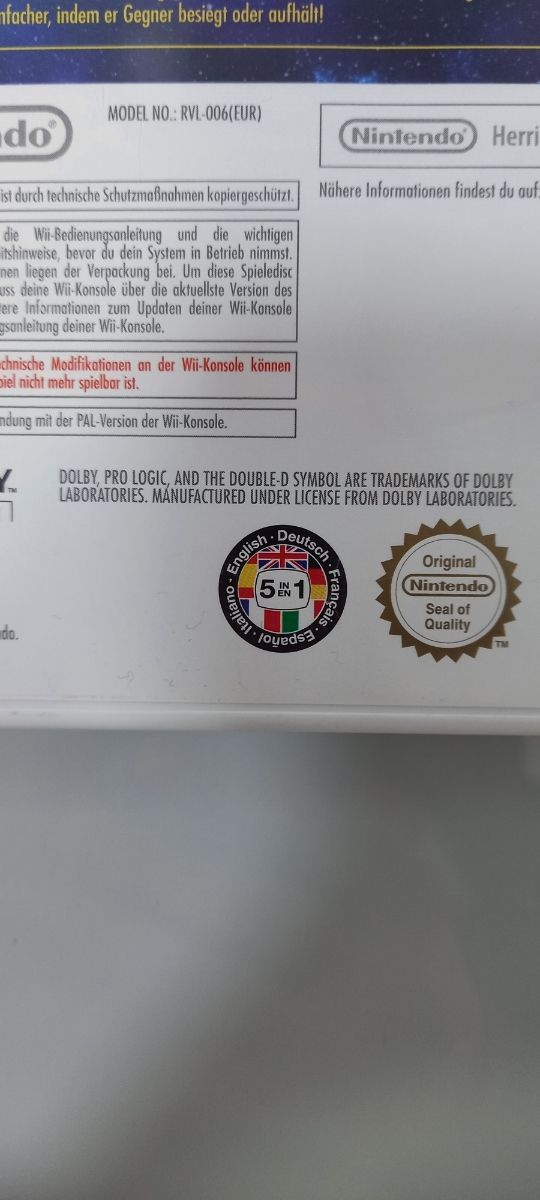 nfacher, indem er Gegner besiegt oder aufhält!
do®
MODEL NO.: RVL-006(EUR)
Nintendo®
Herri
ist durch technische Schutzmaßnahmen kopiergeschützt.
Nähere Informationen findest du auf:
die Wii-Bedienungsanleitung und die wichtigen
itshinweise, bevor du dein System in Betrieb nimmst.
nen liegen der Verpackung bei. Um diese Spieledisc
uss deine Wii-Konsole über die aktuellste Version des
ere Informationen zum Updaten deiner Wii-Konsole
gsanleitung deiner Wii-Konsole.
chnische Modifikationen an der Wii-Konsole können
piel nicht mehr spielbar ist.
ndung mit der PAL-Version der Wii-Konsole.
Y™
DOLBY, PRO LOGIC, AND THE DOUBLE-D SYMBOL ARE TRADEMARKS OF DOLBY
LABORATORIES. MANUFACTURED UNDER LICENSE FROM DOLBY LABORATORIES.
English · Deutsch · Français · Español · Italiano ·
5 IN EN 1
Original
Nintendo
Seal of
Quality
TM
do.